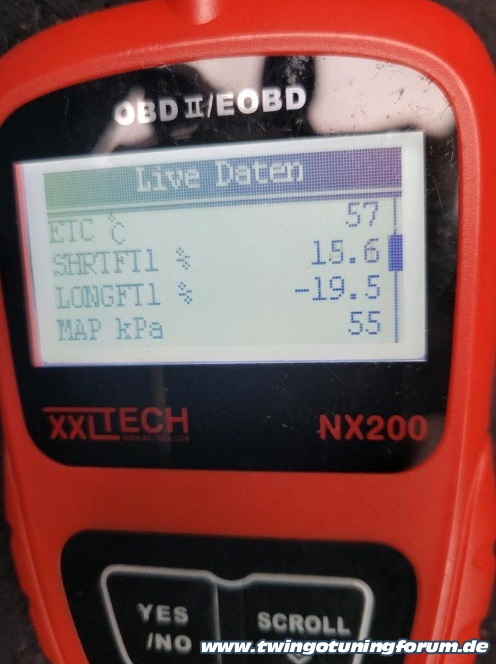 OBD II/EOBD
Live Daten
ETC °C 57
SHRTFT1 % 15.6
LONGFT1 % -19.5
MAP kPa 55
XXLTECH NX200
YES
/NO
SCROLL
www.twingotuningforum.de